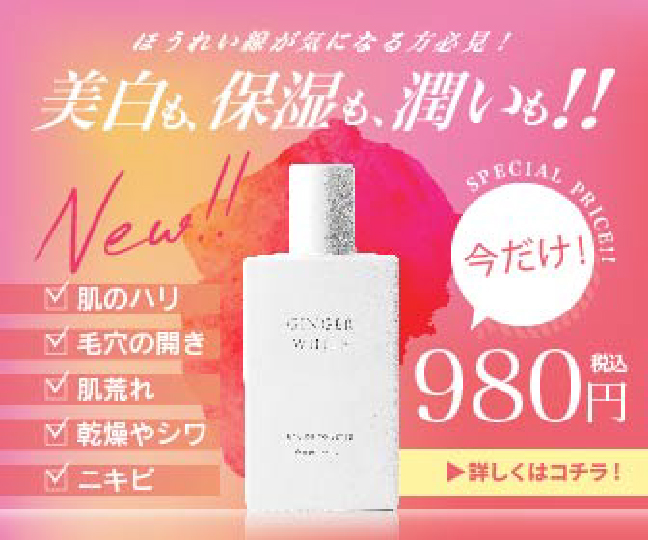 ほうれい線が気になる方必見！
美白も、保湿も、潤いも!!
New!!
SPECIAL PRICE!!
今だけ！
肌のハリ
毛穴の開き
肌荒れ
乾燥やシワ
ニキビ
GINGER
980円
税込
▶詳しくはコチラ！